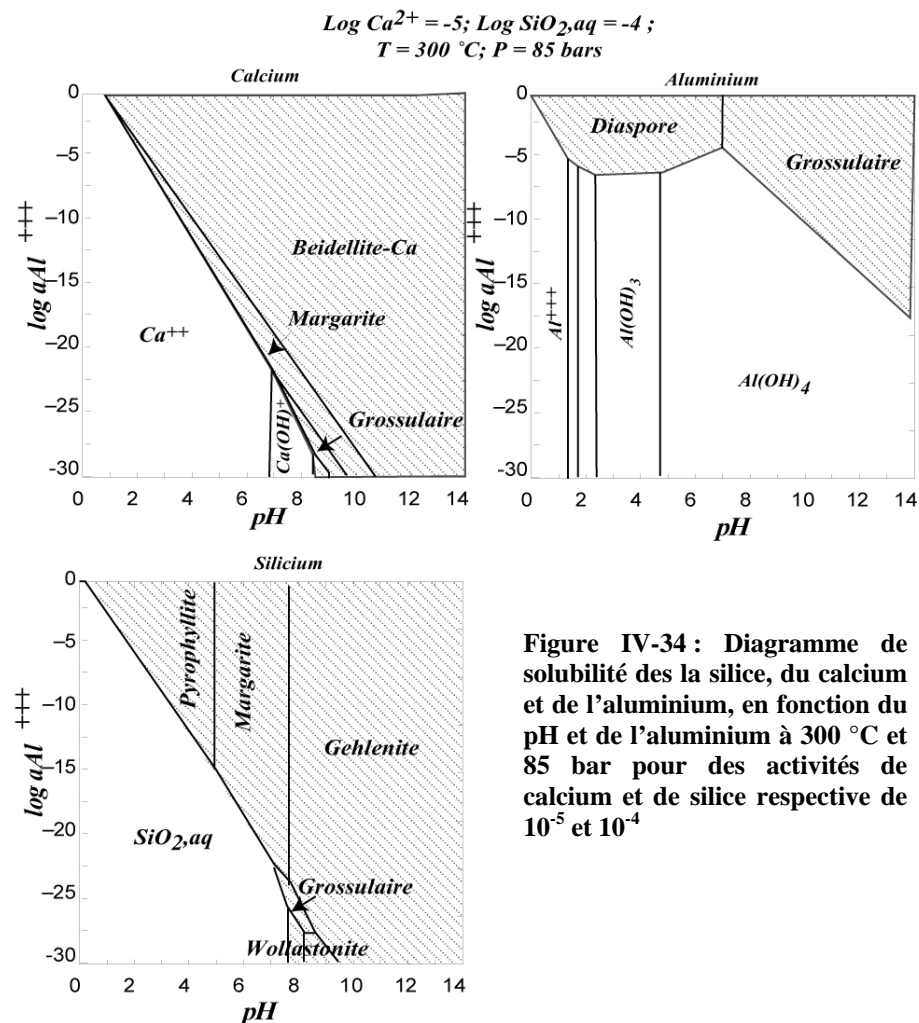 Log Ca2+ = -5; Log SiO2,aq = -4 ;
T = 300 °C; P = 85 bars
Calcium
0
–5
–10
–15
–20
–25
-30
log aAl +++
Beidellite-Ca
Margarite
Ca++
Grossulaire
Ca(OH)+
0 2 4 6 8 10 12 14
pH
Aluminium
0
–5
–10
–15
–20
–25
-30
log aAl +++
Diaspore
Grossulaire
Al+++
Al(OH)3
Al(OH)4
0 2 4 6 8 10 12 14
pH
Silicium
0
–5
–10
–15
–20
–25
-30
log aAl +++
Pyrophyllite
Margarite
Gehlenite
SiO2,aq
Grossulaire
Wollastonite
0 2 4 6 8 10 12 14
pH
Figure IV-34 : Diagramme de
solubilité des la silice, du calcium
et de l’aluminium, en fonction du
pH et de l’aluminium à 300 °C et
85 bar pour des activités de
calcium et de silice respective de
10-5 et 10-4